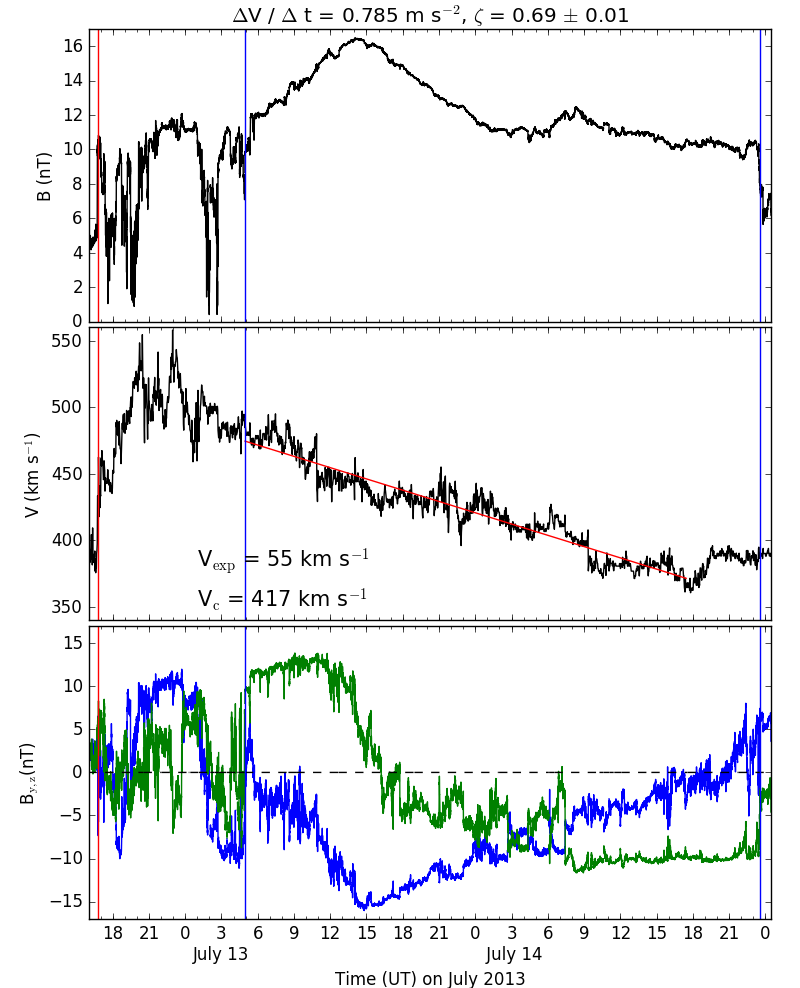 ΔV / Δ t = 0.785 m s⁻², ζ = 0.69 ± 0.01
16
14
12
10
8
6
4
2
0
B (nT)
550
500
450
400
350
V (km s⁻¹)
V_exp = 55 km s⁻¹
V_c = 417 km s⁻¹
15
10
5
0
−5
−10
−15
B_y,z(nT)
18 21 0 3 6 9 12 15 18 21 0 3 6 9 12 15 18 21 0
July 13 July 14
Time (UT) on July 2013